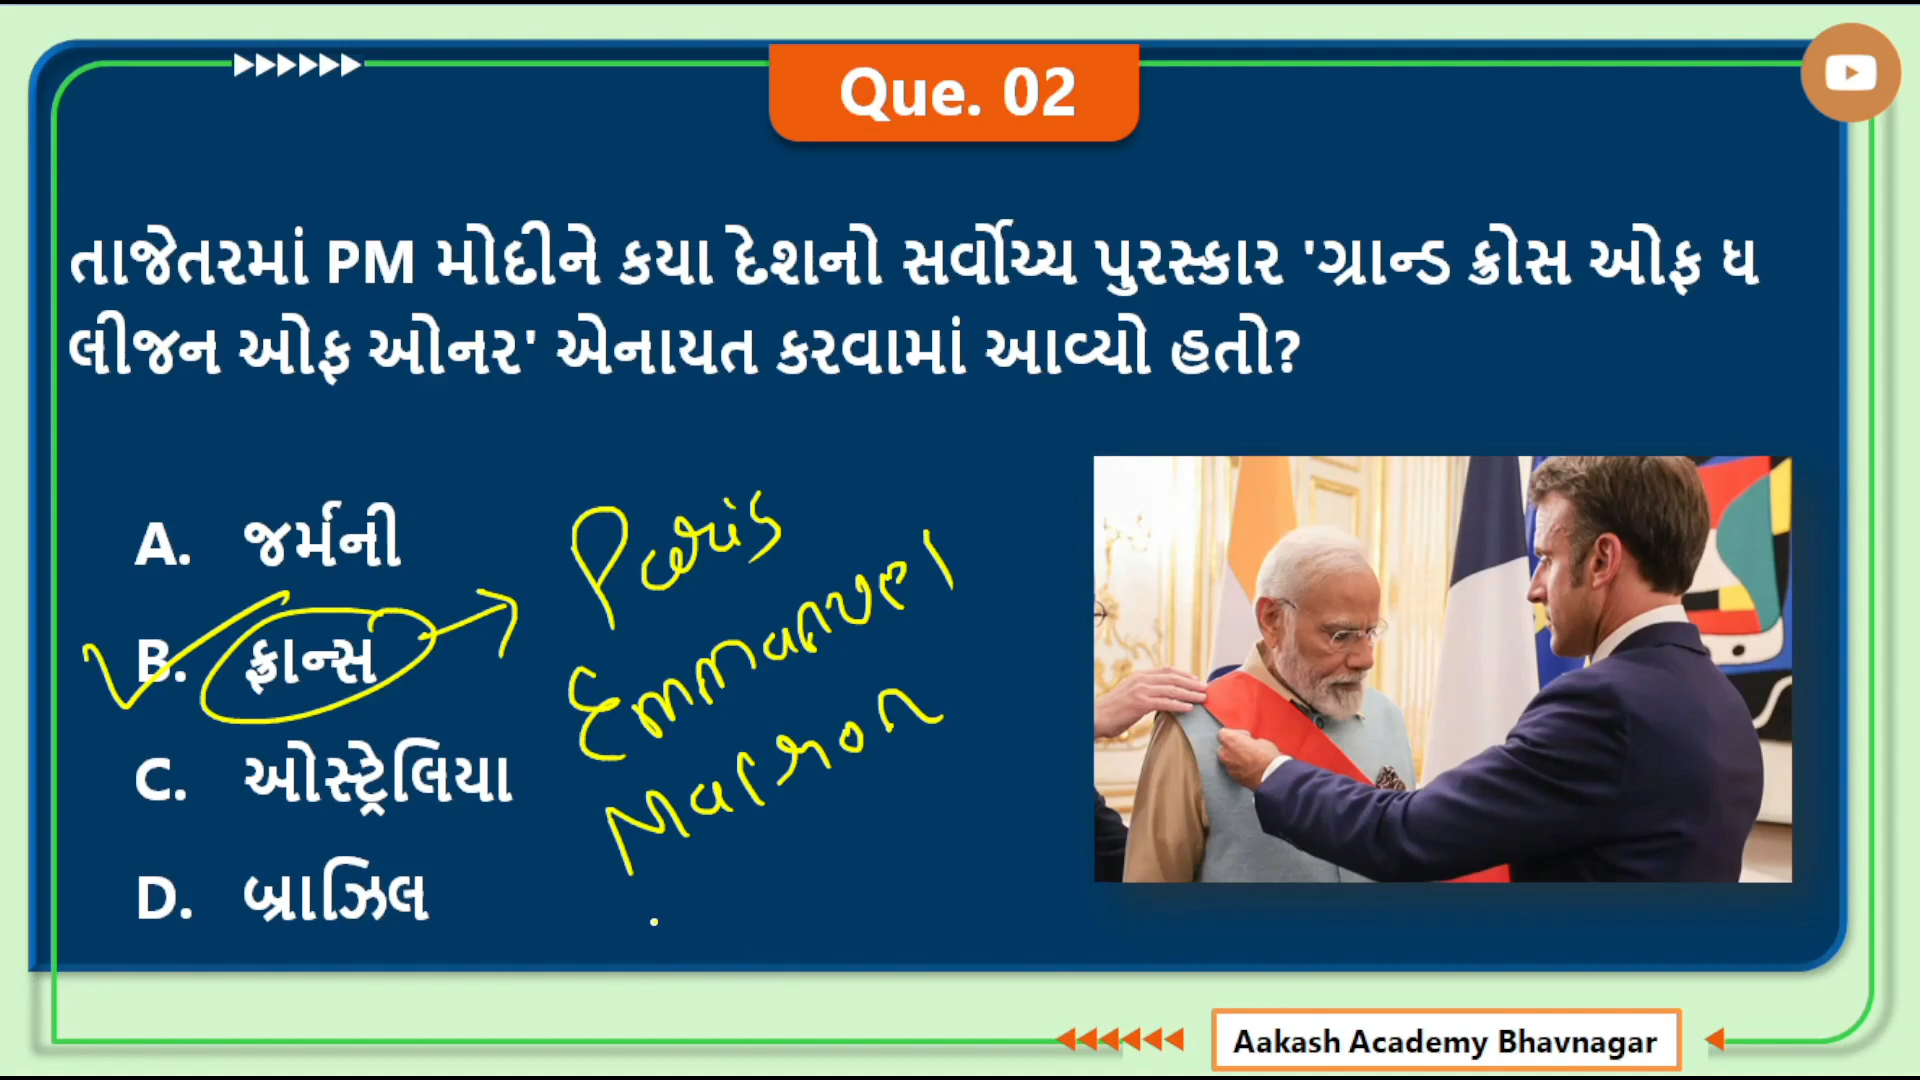 Que. 02
તાજેતરમાં PM મોદીને કયા દેશનો સર્વોચ્ચ પુરસ્કાર 'ગ્રાન્ડ ક્રોસ ઓફ ધ
લીજન ઓફ ઓનર' એનાયત કરવામાં આવ્યો હતો?
A. જર્મની
B. ફ્રાન્સ
C. ઓસ્ટ્રેલિયા
D. બ્રાઝિલ
Paris
Emmanuel
Macron
Aakash Academy Bhavnagar